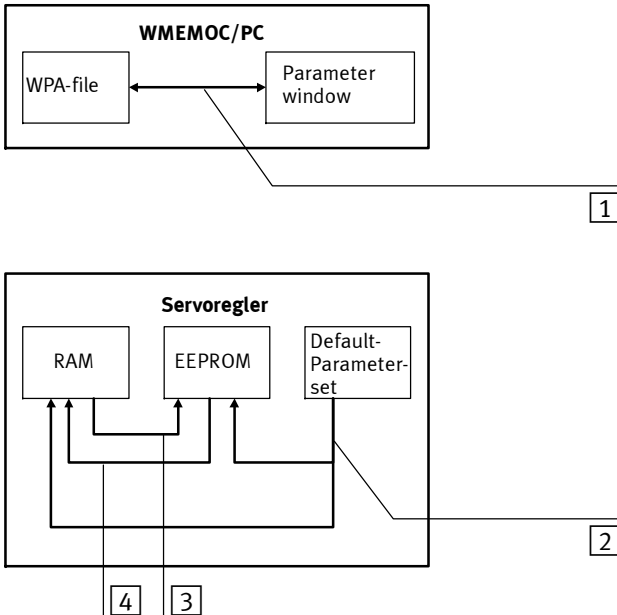 WMEMOC/PC
WPA-file
Parameter
window
1
Servoregler
RAM
EEPROM
Default-
Parameter-
set
2
4
3